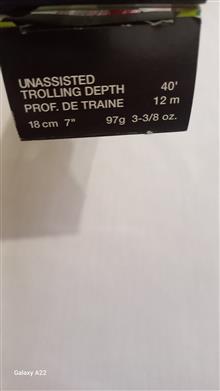 UNASSISTED
TROLLING DEPTH 40'
PROF. DE TRAINE 12 m
18 cm 7" 97g 3-3/8 oz.
Galaxy A22